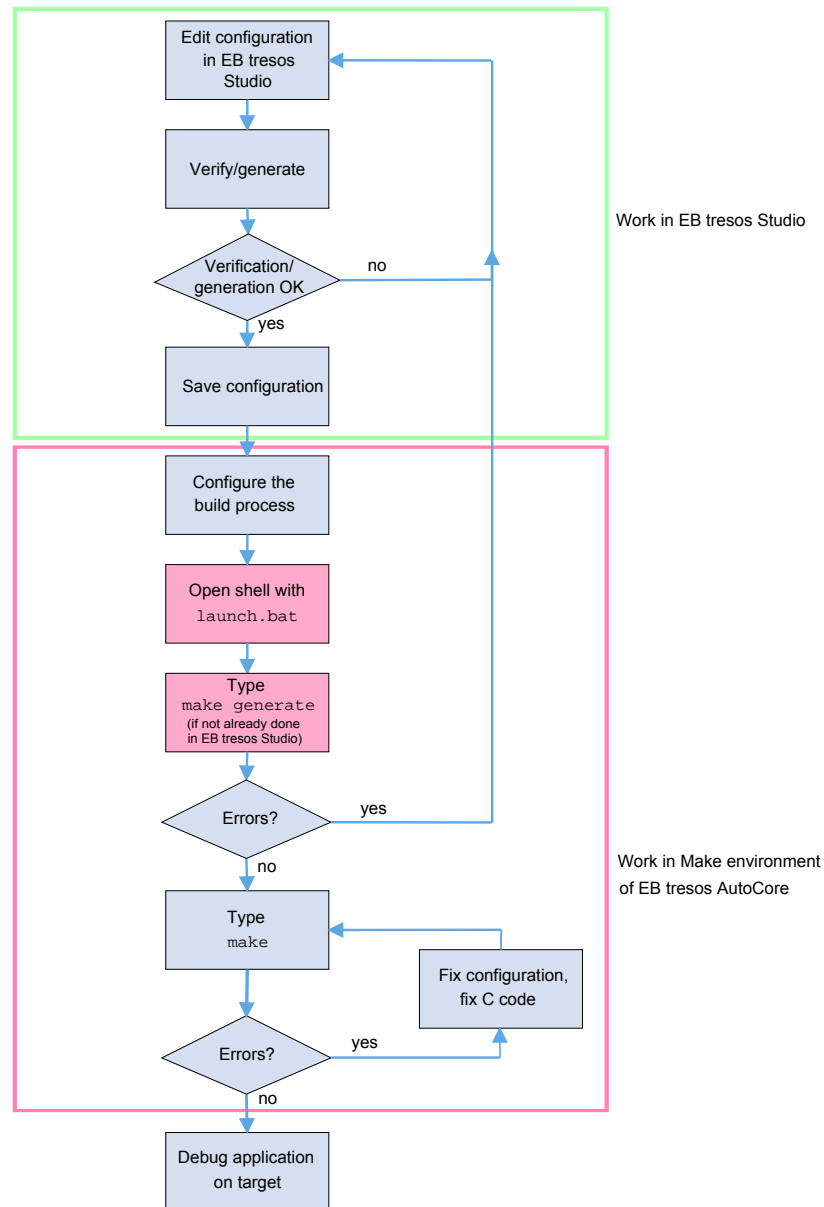 Edit configuration
in EB tresos
Studio
Verify/generate
Work in EB tresos Studio
Verification/
generation OK
no
yes
Save configuration
Configure the
build process
Open shell with
launch.bat
Type
make generate
(if not already done
in EB tresos Studio)
Errors?
yes
no
Work in Make environment
of EB tresos AutoCore
Type
make
Fix configuration,
fix C code
Errors?
yes
no
Debug application
on target